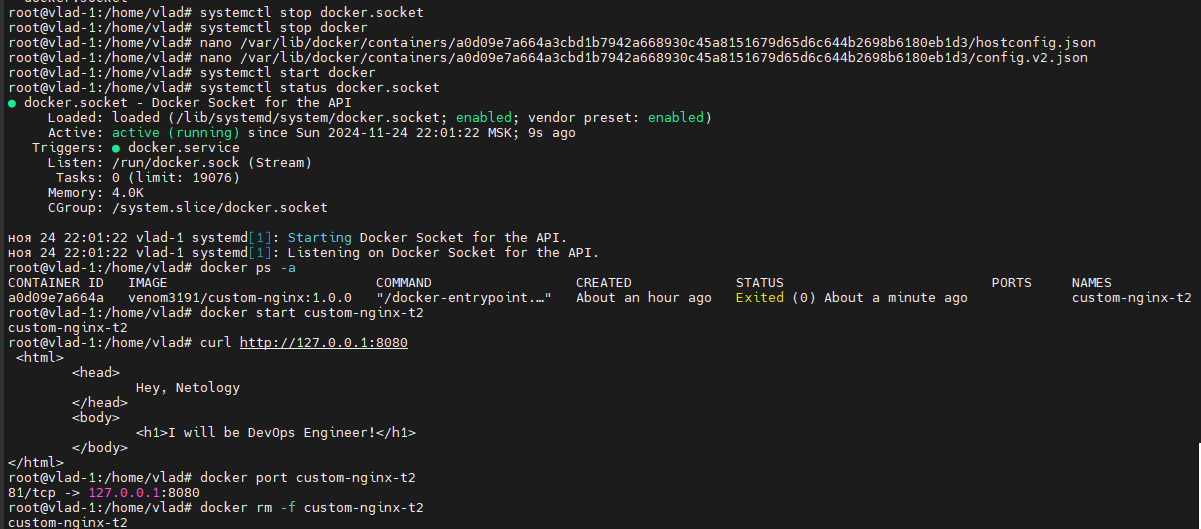 root@vlad-1:/home/vlad# systemctl stop docker.socket
root@vlad-1:/home/vlad# systemctl stop docker
root@vlad-1:/home/vlad# nano /var/lib/docker/containers/a0d09e7a664a3cbd1b7942a668930c45a8151679d65d6c644b2698b6180eb1d3/hostconfig.json
root@vlad-1:/home/vlad# nano /var/lib/docker/containers/a0d09e7a664a3cbd1b7942a668930c45a8151679d65d6c644b2698b6180eb1d3/config.v2.json
root@vlad-1:/home/vlad# systemctl start docker
root@vlad-1:/home/vlad# systemctl status docker.socket
● docker.socket - Docker Socket for the API
     Loaded: loaded (/lib/systemd/system/docker.socket; enabled; vendor preset: enabled)
     Active: active (running) since Sun 2024-11-24 22:01:22 MSK; 9s ago
   Triggers: ● docker.service
     Listen: /run/docker.sock (Stream)
      Tasks: 0 (limit: 19076)
     Memory: 4.0K
     CGroup: /system.slice/docker.socket
ноя 24 22:01:22 vlad-1 systemd[1]: Starting Docker Socket for the API.
ноя 24 22:01:22 vlad-1 systemd[1]: Listening on Docker Socket for the API.
root@vlad-1:/home/vlad# docker ps -a
CONTAINER ID   IMAGE                          COMMAND                  CREATED             STATUS                          PORTS     NAMES
a0d09e7a664a   venom3191/custom-nginx:1.0.0   "/docker-entrypoint.…"   About an hour ago   Exited (0) About a minute ago             custom-nginx-t2
root@vlad-1:/home/vlad# docker start custom-nginx-t2
custom-nginx-t2
root@vlad-1:/home/vlad# curl http://127.0.0.1:8080
 <html>
        <head>
                Hey, Netology
        </head>
        <body>
                <h1>I will be DevOps Engineer!</h1>
        </body>
</html>
root@vlad-1:/home/vlad# docker port custom-nginx-t2
81/tcp -> 127.0.0.1:8080
root@vlad-1:/home/vlad# docker rm -f custom-nginx-t2
custom-nginx-t2